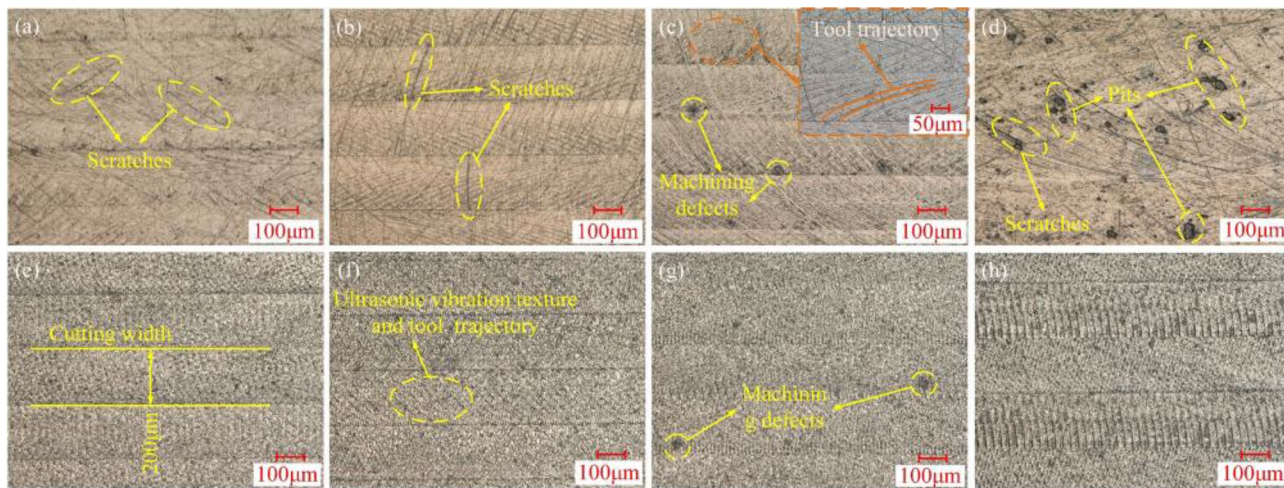 (a)
Scratches
100μm
(b)
Scratches
100μm
(c)
Tool trajectory
50μm
Machining
defects
100μm
(d)
Pits
Scratches
100μm
(e)
Cutting width
200μm
100μm
(f)
Ultrasonic vibration texture
and tool trajectory
100μm
(g)
Machinin
g defects
100μm
(h)
100μm